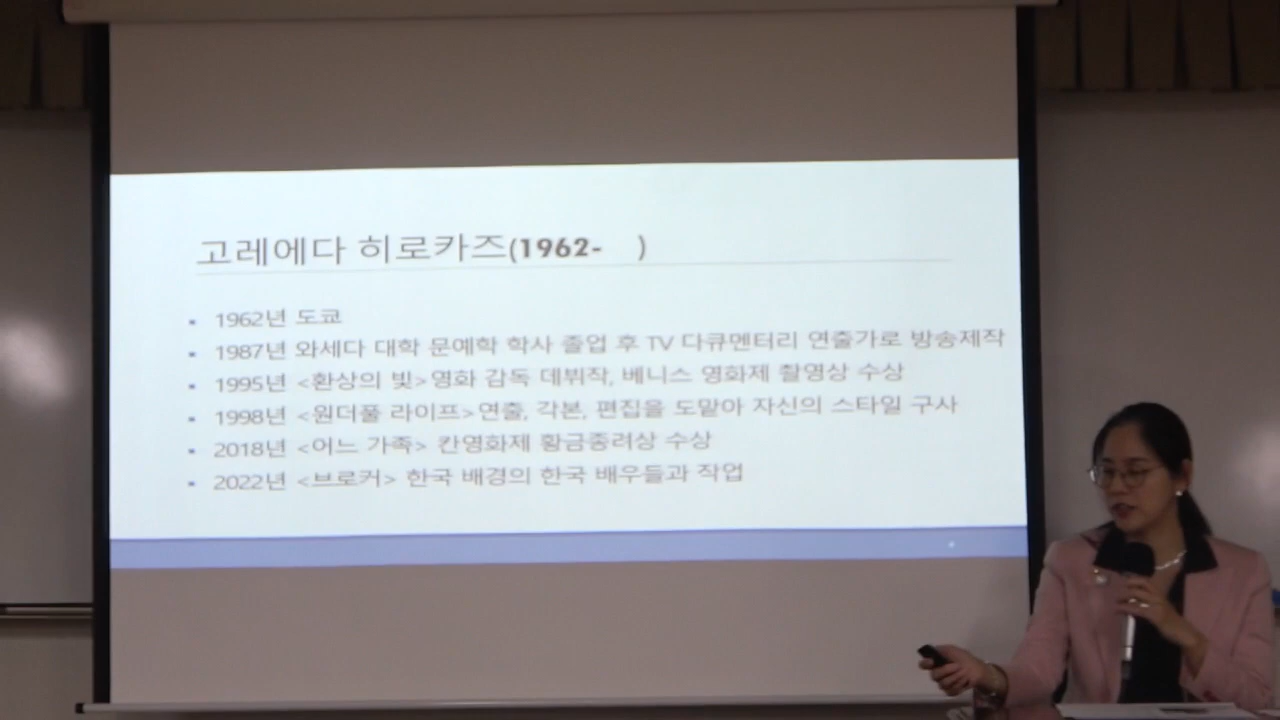 고레에다 히로카즈(1962-    )
• 1962년 도쿄
• 1987년 와세다 대학 문예학 학사 졸업 후 TV 다큐멘터리 연출가로 방송제작
• 1995년 <환상의 빛>영화 감독 데뷔작, 베니스 영화제 촬영상 수상
• 1998년 <원더풀 라이프>연출, 각본, 편집을 도맡아 자신의 스타일 구사
• 2018년 <어느 가족> 칸영화제 황금종려상 수상
• 2022년 <브로커> 한국 배경의 한국 배우들과 작업